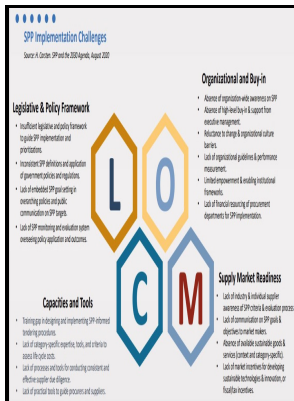 SPP Implementation Challenges
Source: H. Carsten. SPP and the 2030 Agenda, August 2020
Organizational and Buy-in
• Absence of organization-wide awareness on SPP
• Absence of high-level buy-in & support from
executive management.
• Reluctance to change & organizational culture
barriers.
• Lack of organizational guidelines & performance
measurement.
• Limited empowerment & enabling institutional
frameworks.
• Lack of financial resourcing of procurement
departments for SPP implementation.
Legislative & Policy Framework
• Insufficient legislative and policy framework
to guide SPP implementation and
prioritizations.
• Inconsistent SPP definitions and application
of government policies and regulations.
• Lack of embedded SPP goal setting in
overarching policies and public
communication on SPP targets.
• Lack of SPP monitoring and evaluation system
overseeing policy application and outcomes.
L
O
C
M
Capacities and Tools
• Training gap in designing and implementing SPP-informed
tendering procedures.
• Lack of category-specific expertise, tools, and criteria to
assess life cycle costs.
• Lack of processes and tools for conducting consistent and
effective supplier due diligence.
• Lack of practical tools to guide procurers and suppliers.
Supply Market Readiness
• Lack of industry & individual supplier
awareness of SPP criteria & evaluation process
• Lack of communication on SPP goals &
objectives to market makers.
• Absence of available sustainable goods &
services (context and category-specific).
• Lack of market incentives for developing
sustainable technologies & innovation, or
fiscal/tax incentives.